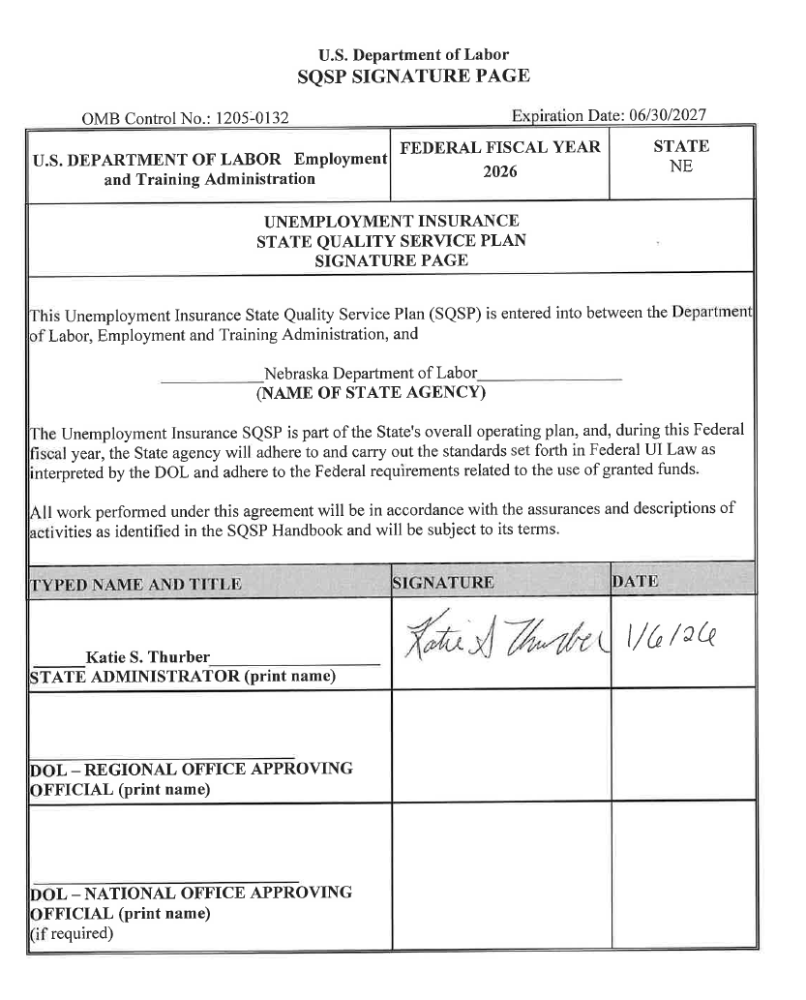 U.S. Department of Labor
SQSP SIGNATURE PAGE
OMB Control No.: 1205-0132 Expiration Date: 06/30/2027
U.S. DEPARTMENT OF LABOR Employment
and Training Administration
FEDERAL FISCAL YEAR
2026
STATE
NE
UNEMPLOYMENT INSURANCE
STATE QUALITY SERVICE PLAN
SIGNATURE PAGE
This Unemployment Insurance State Quality Service Plan (SQSP) is entered into between the Department
of Labor, Employment and Training Administration, and
Nebraska Department of Labor
(NAME OF STATE AGENCY)
The Unemployment Insurance SQSP is part of the State's overall operating plan, and, during this Federal
fiscal year, the State agency will adhere to and carry out the standards set forth in Federal UI Law as
interpreted by the DOL and adhere to the Federal requirements related to the use of granted funds.
All work performed under this agreement will be in accordance with the assurances and descriptions of
activities as identified in the SQSP Handbook and will be subject to its terms.
TYPED NAME AND TITLE SIGNATURE DATE
Katie S. Thurber
STATE ADMINISTRATOR (print name)
Katie S Thurber 1/6/26
DOL – REGIONAL OFFICE APPROVING
OFFICIAL (print name)
DOL – NATIONAL OFFICE APPROVING
OFFICIAL (print name)
(if required)